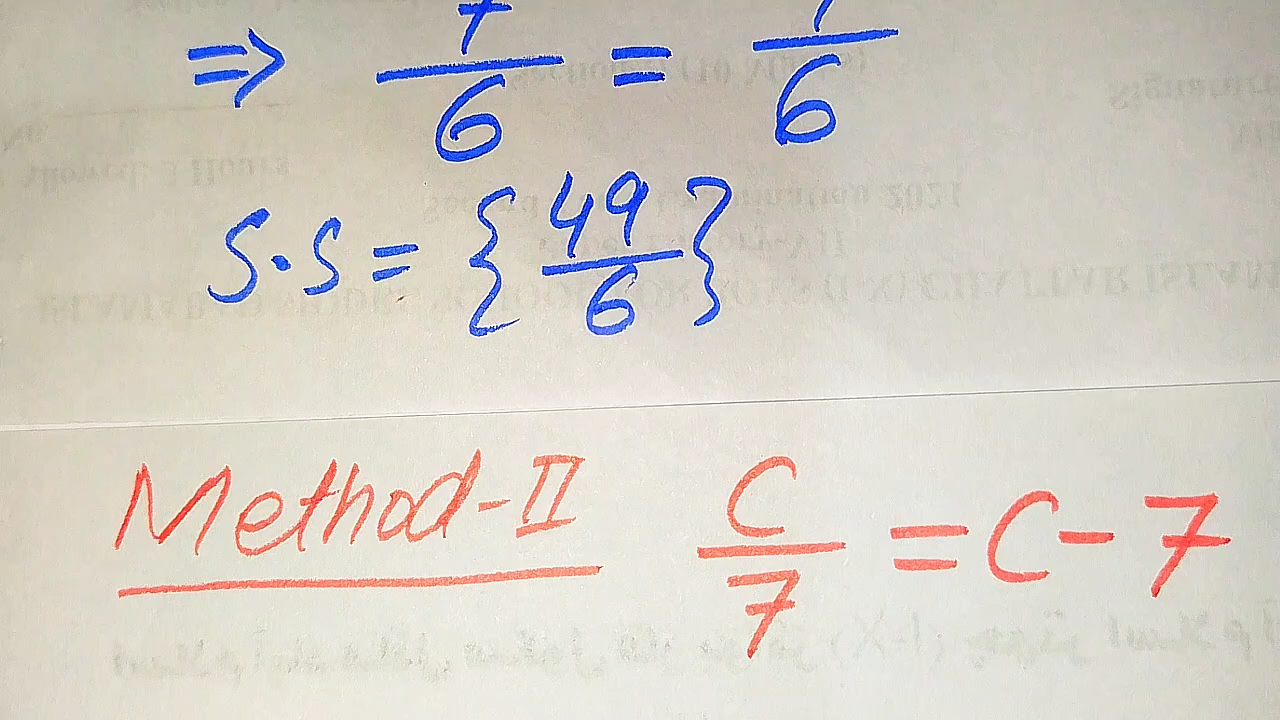 ⇒ 7/6 = 7/6
S.S = {49/6}
Method-II C/7 = C-7